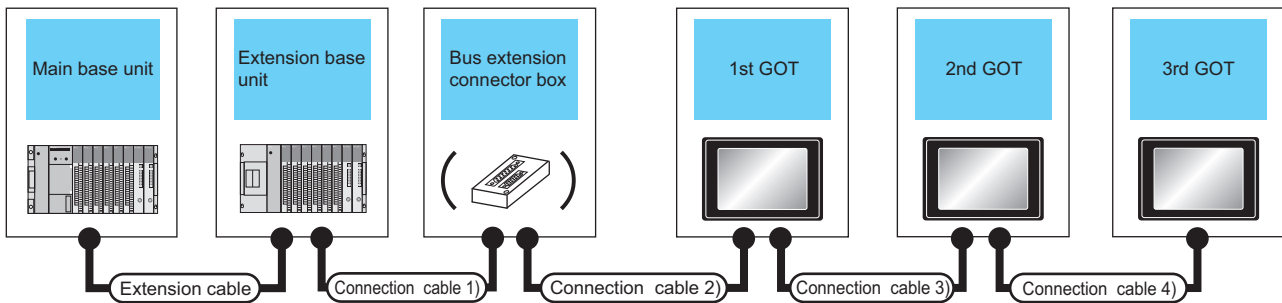 Main base unit
Extension base
unit
Bus extension
connector box
1st GOT
2nd GOT
3rd GOT
Extension cable
Connection cable 1)
Connection cable 2)
Connection cable 3)
Connection cable 4)